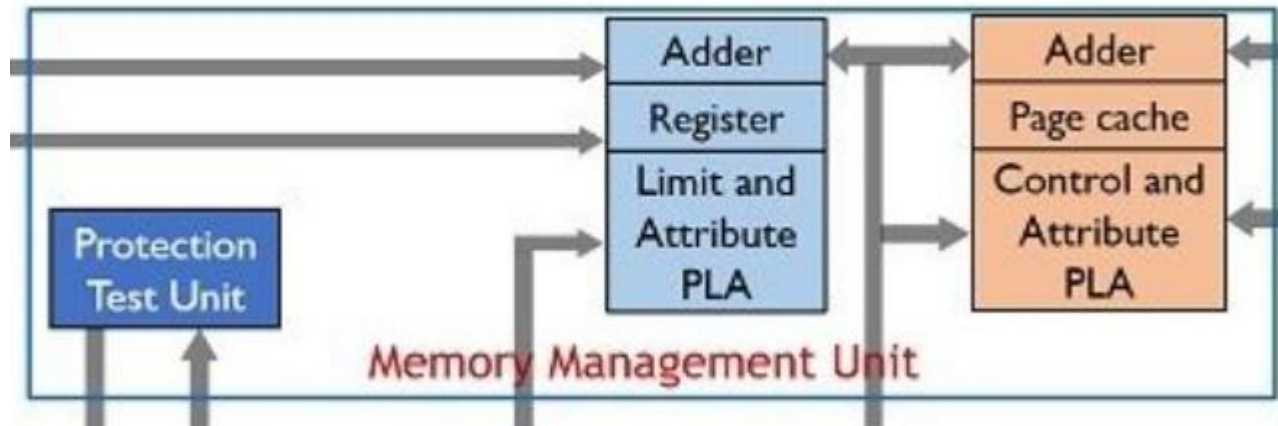 Adder
Register
Limit and
Attribute
PLA
Adder
Page cache
Control and
Attribute
PLA
Protection
Test Unit
Memory Management Unit